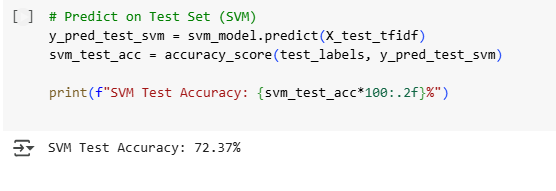 [ ] # Predict on Test Set (SVM)
y_pred_test_svm = svm_model.predict(X_test_tfidf)
svm_test_acc = accuracy_score(test_labels, y_pred_test_svm)
print(f"SVM Test Accuracy: {svm_test_acc*100:.2f}%")
SVM Test Accuracy: 72.37%